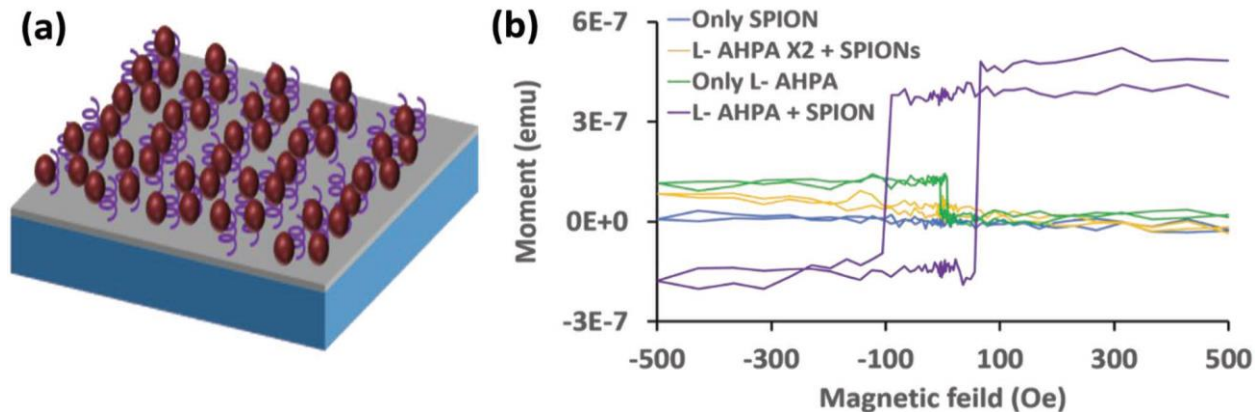 (a)
(b)
6E-7
3E-7
0E+0
-3E-7
Moment (emu)
Only SPION
L- AHPA X2 + SPIONs
Only L- AHPA
L- AHPA + SPION
-500 -300 -100 100 300 500
Magnetic feild (Oe)